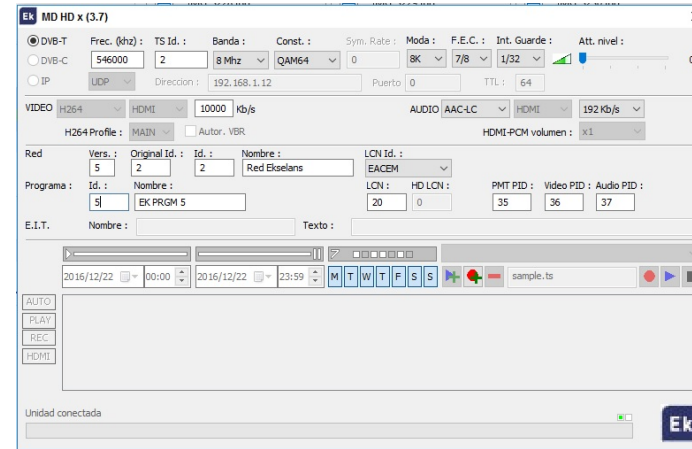 Ek MD HD x (3.7)
DVB-T Frec. (khz) : TS Id. : Banda : Const. : Sym. Rate : Moda : F.E.C. : Int. Guarde : Att. nivel :
DVB-C 546000 2 8 Mhz QAM64 0 8K 7/8 1/32
IP UDP Direccion : 192.168.1.12 Puerto 0 TTL : 64
VIDEO H264 HDMI 10000 Kb/s AUDIO AAC-LC HDMI 192 Kb/s
H264 Profile : MAIN Autor. VBR HDMI-PCM volumen : x1
Red Vers. : Original Id. : Id. : Nombre : LCN Id. :
5 2 2 Red Ekselans EACEM
Programa : Id. : Nombre : LCN : HD LCN : PMT PID : Video PID : Audio PID :
5 EK PRGM 5 20 0 35 36 37
E.I.T. Nombre : Texto :
2016/12/22 00:00 2016/12/22 23:59 M T W T F S S sample.ts
AUTO
PLAY
REC
HDMI
Unidad conectada
Ek